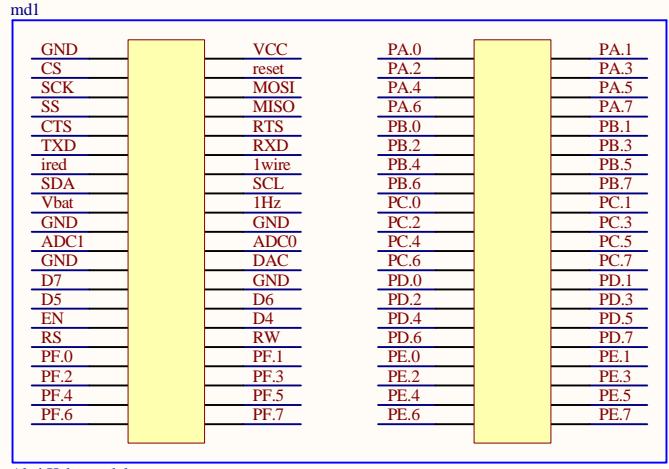 md1
GND VCC PA.0 PA.1
CS reset PA.2 PA.3
SCK MOSI PA.4 PA.5
SS MISO PA.6 PA.7
CTS RTS PB.0 PB.1
TXD RXD PB.2 PB.3
ired 1wire PB.4 PB.5
SDA SCL PB.6 PB.7
Vbat 1Hz PC.0 PC.1
GND GND PC.2 PC.3
ADC1 ADC0 PC.4 PC.5
GND DAC PC.6 PC.7
D7 GND PD.0 PD.1
D5 D6 PD.2 PD.3
EN D4 PD.4 PD.5
RS RW PD.6 PD.7
PF.0 PF.1 PE.0 PE.1
PF.2 PF.3 PE.2 PE.3
PF.4 PF.5 PE.4 PE.5
PF.6 PF.7 PE.6 PE.7